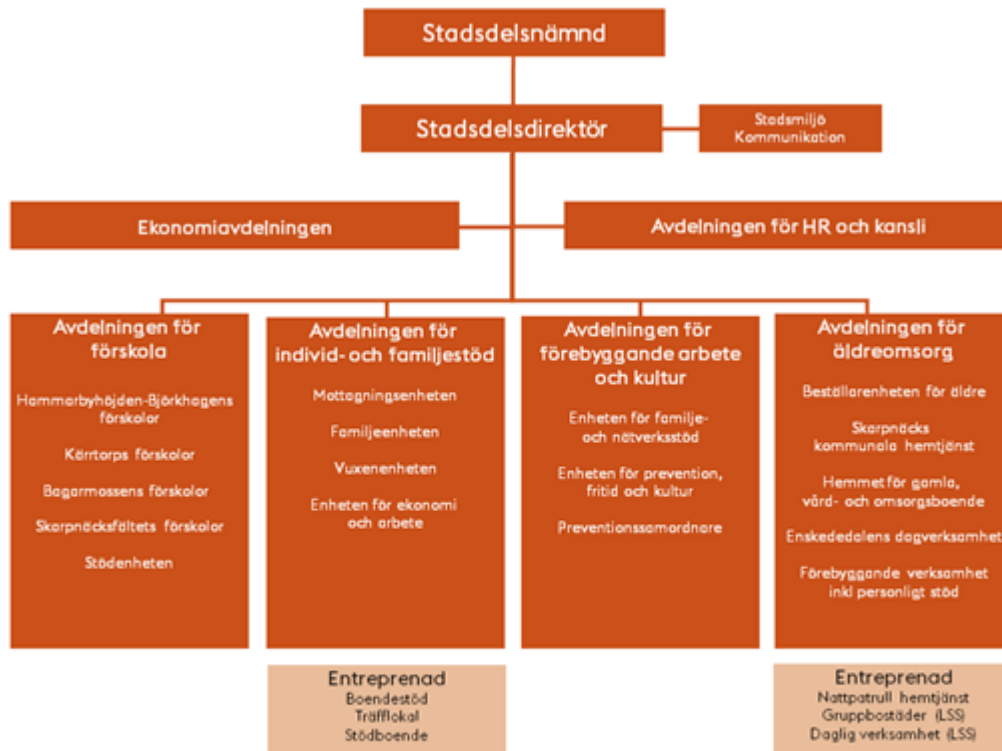 Stadsdelsnämnd
Stadsdelsdirektör
Stadsmiljö
Kommunikation
Ekonomiavdelningen
Avdelningen för HR och kansli
Avdelningen för
förskola
Hammarbyhöjden-Björkhagens
förskolor
Kärrtorps förskolor
Bagarmossens förskolor
Skarpnäcksfältets förskolor
Stödenheten
Avdelningen för
individ- och familjestöd
Mottagningsenheten
Familjeenheten
Vuxenenheten
Enheten för ekonomi
och arbete
Avdelningen för
förebyggande arbete
och kultur
Enheten för familje-
och nätverksstöd
Enheten för prevention,
fritid och kultur
Preventionssamordnare
Avdelningen för
äldreomsorg
Beställarenheten för äldre
Skarpnäcks
kommunala hemtjänst
Hemmet för gamla,
vård- och omsorgsboende
Enskededalens dagverksamhet
Förebyggande verksamhet
inkl personligt stöd
Entreprenad
Boendestöd
Träfflokal
Stödboende
Entreprenad
Nattpatrull hemtjänst
Gruppbostäder (LSS)
Daglig verksamhet (LSS)